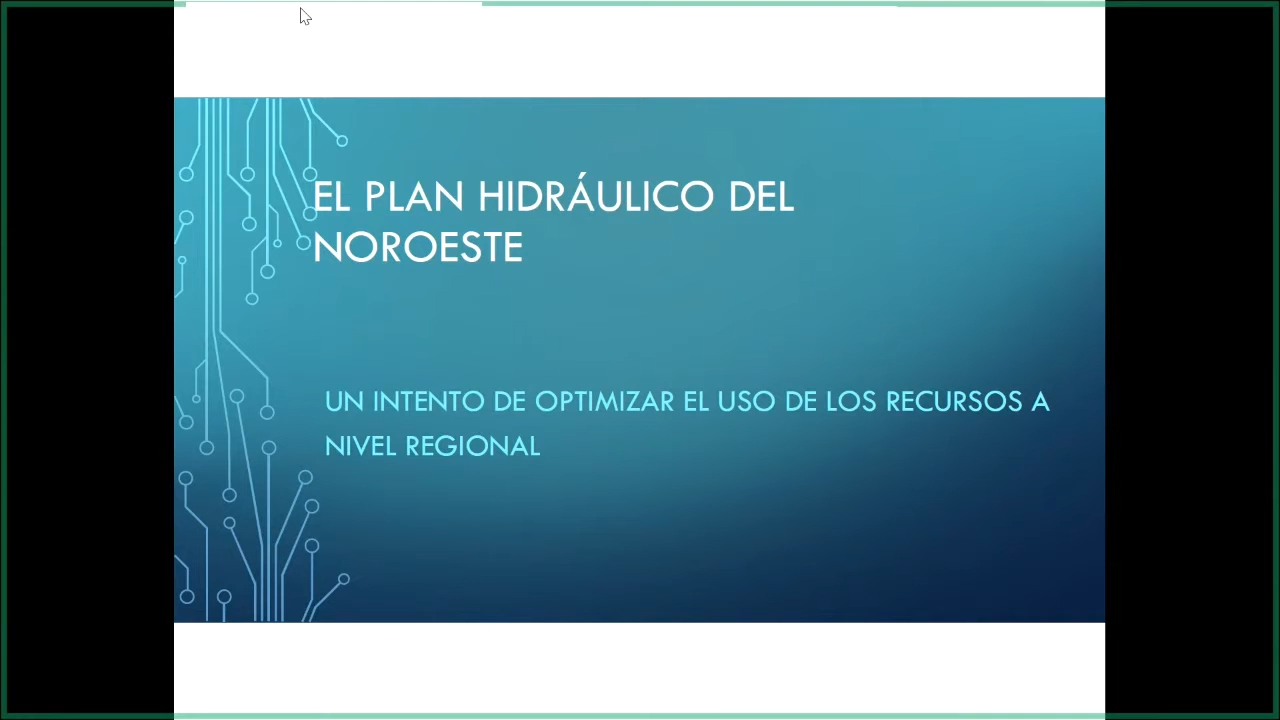 EL PLAN HIDRÁULICO DEL
NOROESTE
UN INTENTO DE OPTIMIZAR EL USO DE LOS RECURSOS A
NIVEL REGIONAL